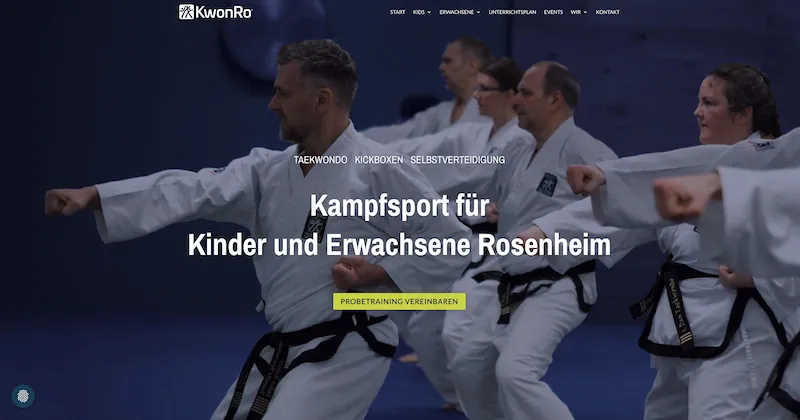 KwonRo
START KIDS ERWACHSENE UNTERRICHTSPLAN EVENTS WIR KONTAKT
TAEKWONDO KICKBOXEN SELBSTVERTEIDIGUNG
Kampfsport für
Kinder und Erwachsene Rosenheim
PROBETRAINING VEREINBAREN